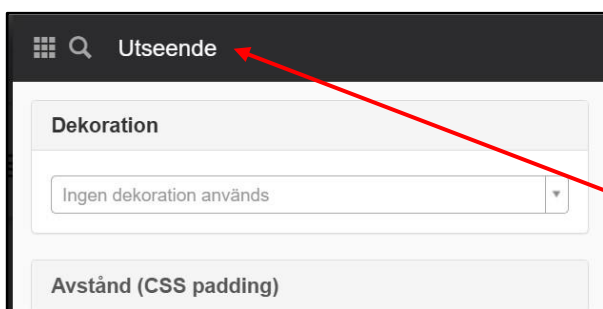 Utseende
Dekoration
Ingen dekoration används
Avstånd (CSS padding)